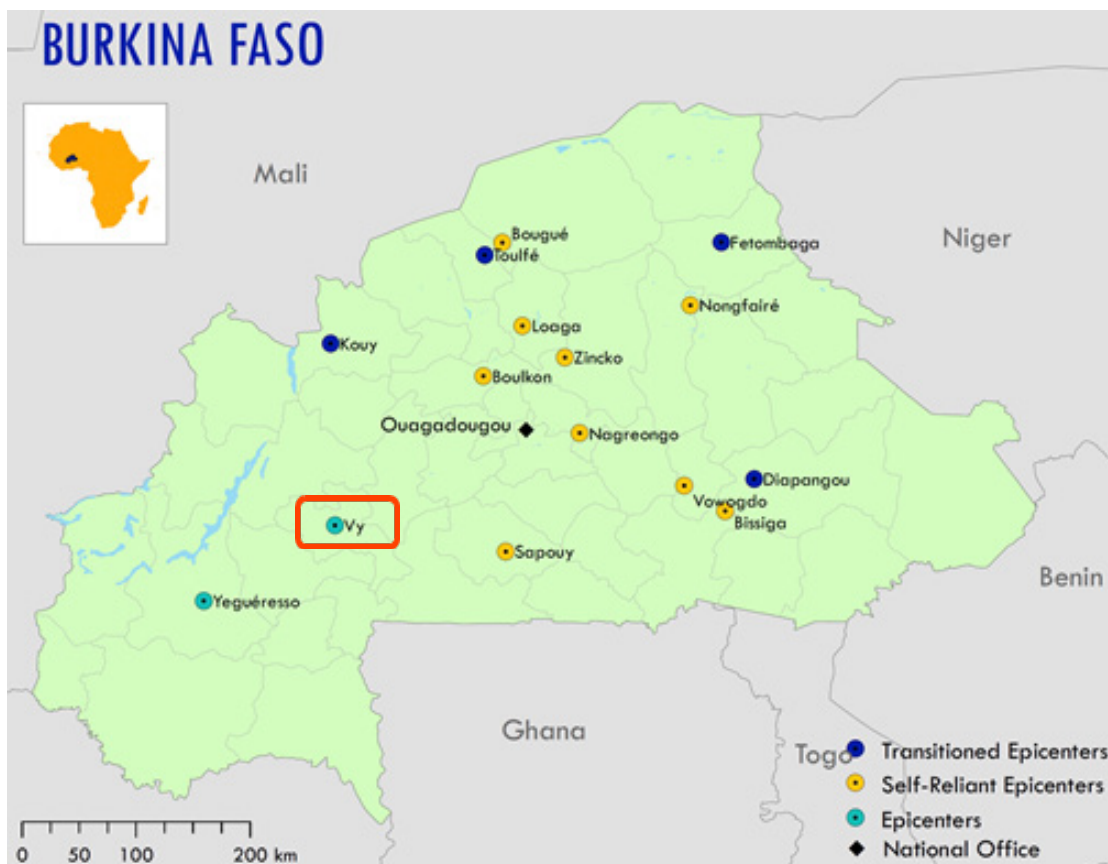 BURKINA FASO
Mali
Niger
Bougué
Toulfé
Fetombaga
Nongfairé
Loaga
Kouy
Zincko
Boulkon
Ouagadougou
Nagreongo
Diapangou
Vowogdo
Bissiga
Vy
Sapouy
Benin
Yeguéresso
Ghana
Togo
Transitioned Epicenters
Self-Reliant Epicenters
Epicenters
National Office
0 50 100 200 km